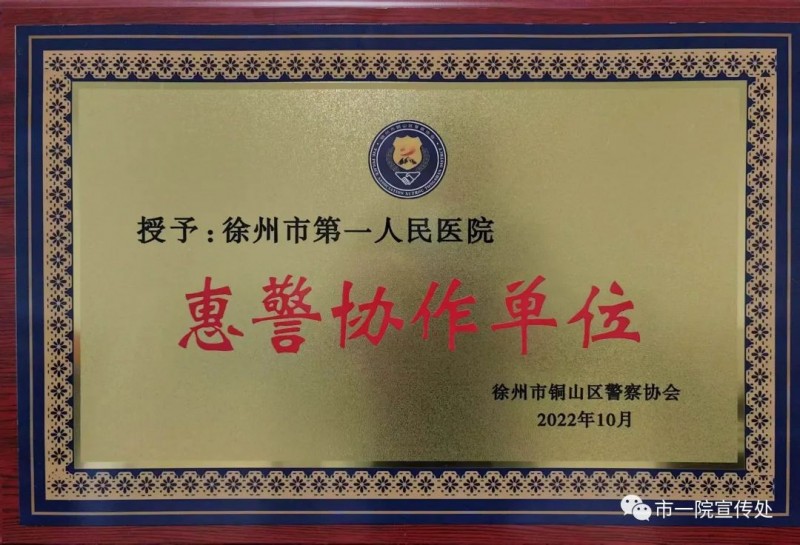 授予：徐州市第一人民医院
惠警协作单位
徐州市铜山区警察协会
2022年10月
市一院宣传处